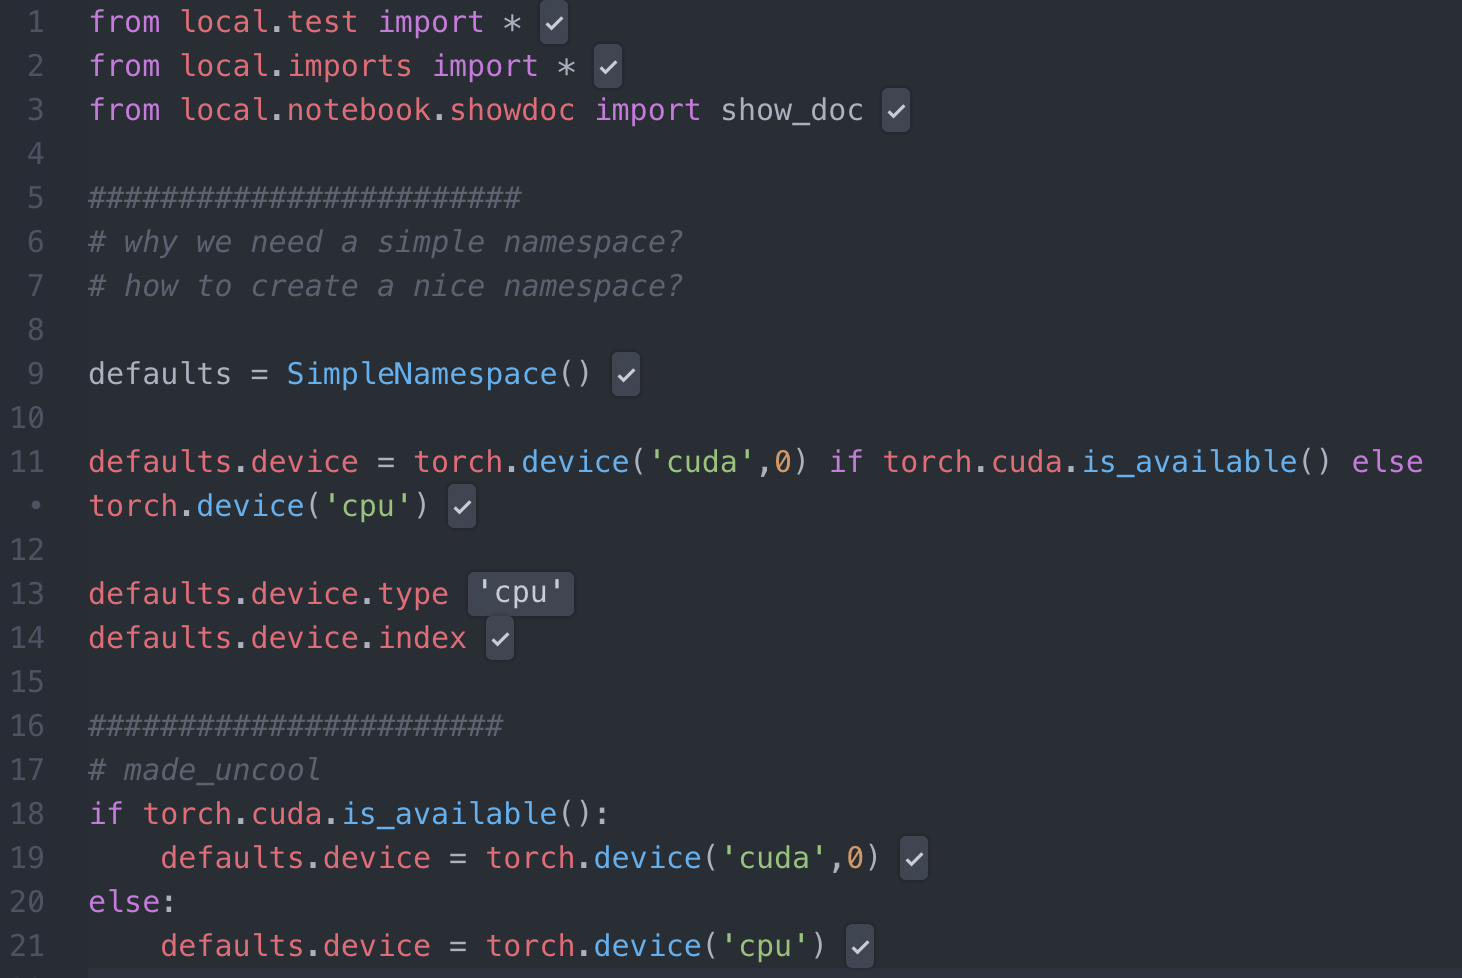 1 from local.test import * ✓
2 from local.imports import * ✓
3 from local.notebook.showdoc import show_doc ✓
4
5 ########################
6 # why we need a simple namespace?
7 # how to create a nice namespace?
8
9 defaults = SimpleNamespace() ✓
10
11 defaults.device = torch.device('cuda',0) if torch.cuda.is_available() else
• torch.device('cpu') ✓
12
13 defaults.device.type 'cpu'
14 defaults.device.index ✓
15
16 #######################
17 # made_uncool
18 if torch.cuda.is_available():
19     defaults.device = torch.device('cuda',0) ✓
20 else:
21     defaults.device = torch.device('cpu') ✓